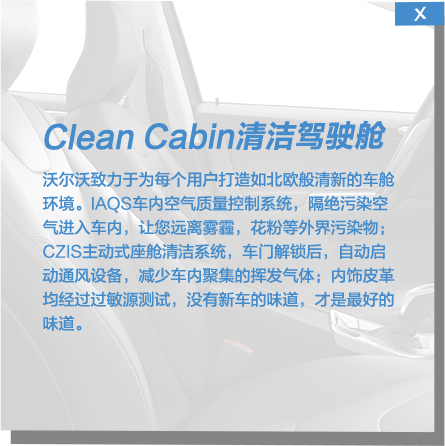 X
Clean Cabin清洁驾驶舱
沃尔沃致力于为每个用户打造如北欧般清新的车舱
环境。IAQS车内空气质量控制系统，隔绝污染空
气进入车内，让您远离雾霾，花粉等外界污染物；
CZIS主动式座舱清洁系统，车门解锁后，自动启
动通风设备，减少车内聚集的挥发气体；内饰皮革
均经过过敏源测试，没有新车的味道，才是最好的
味道。